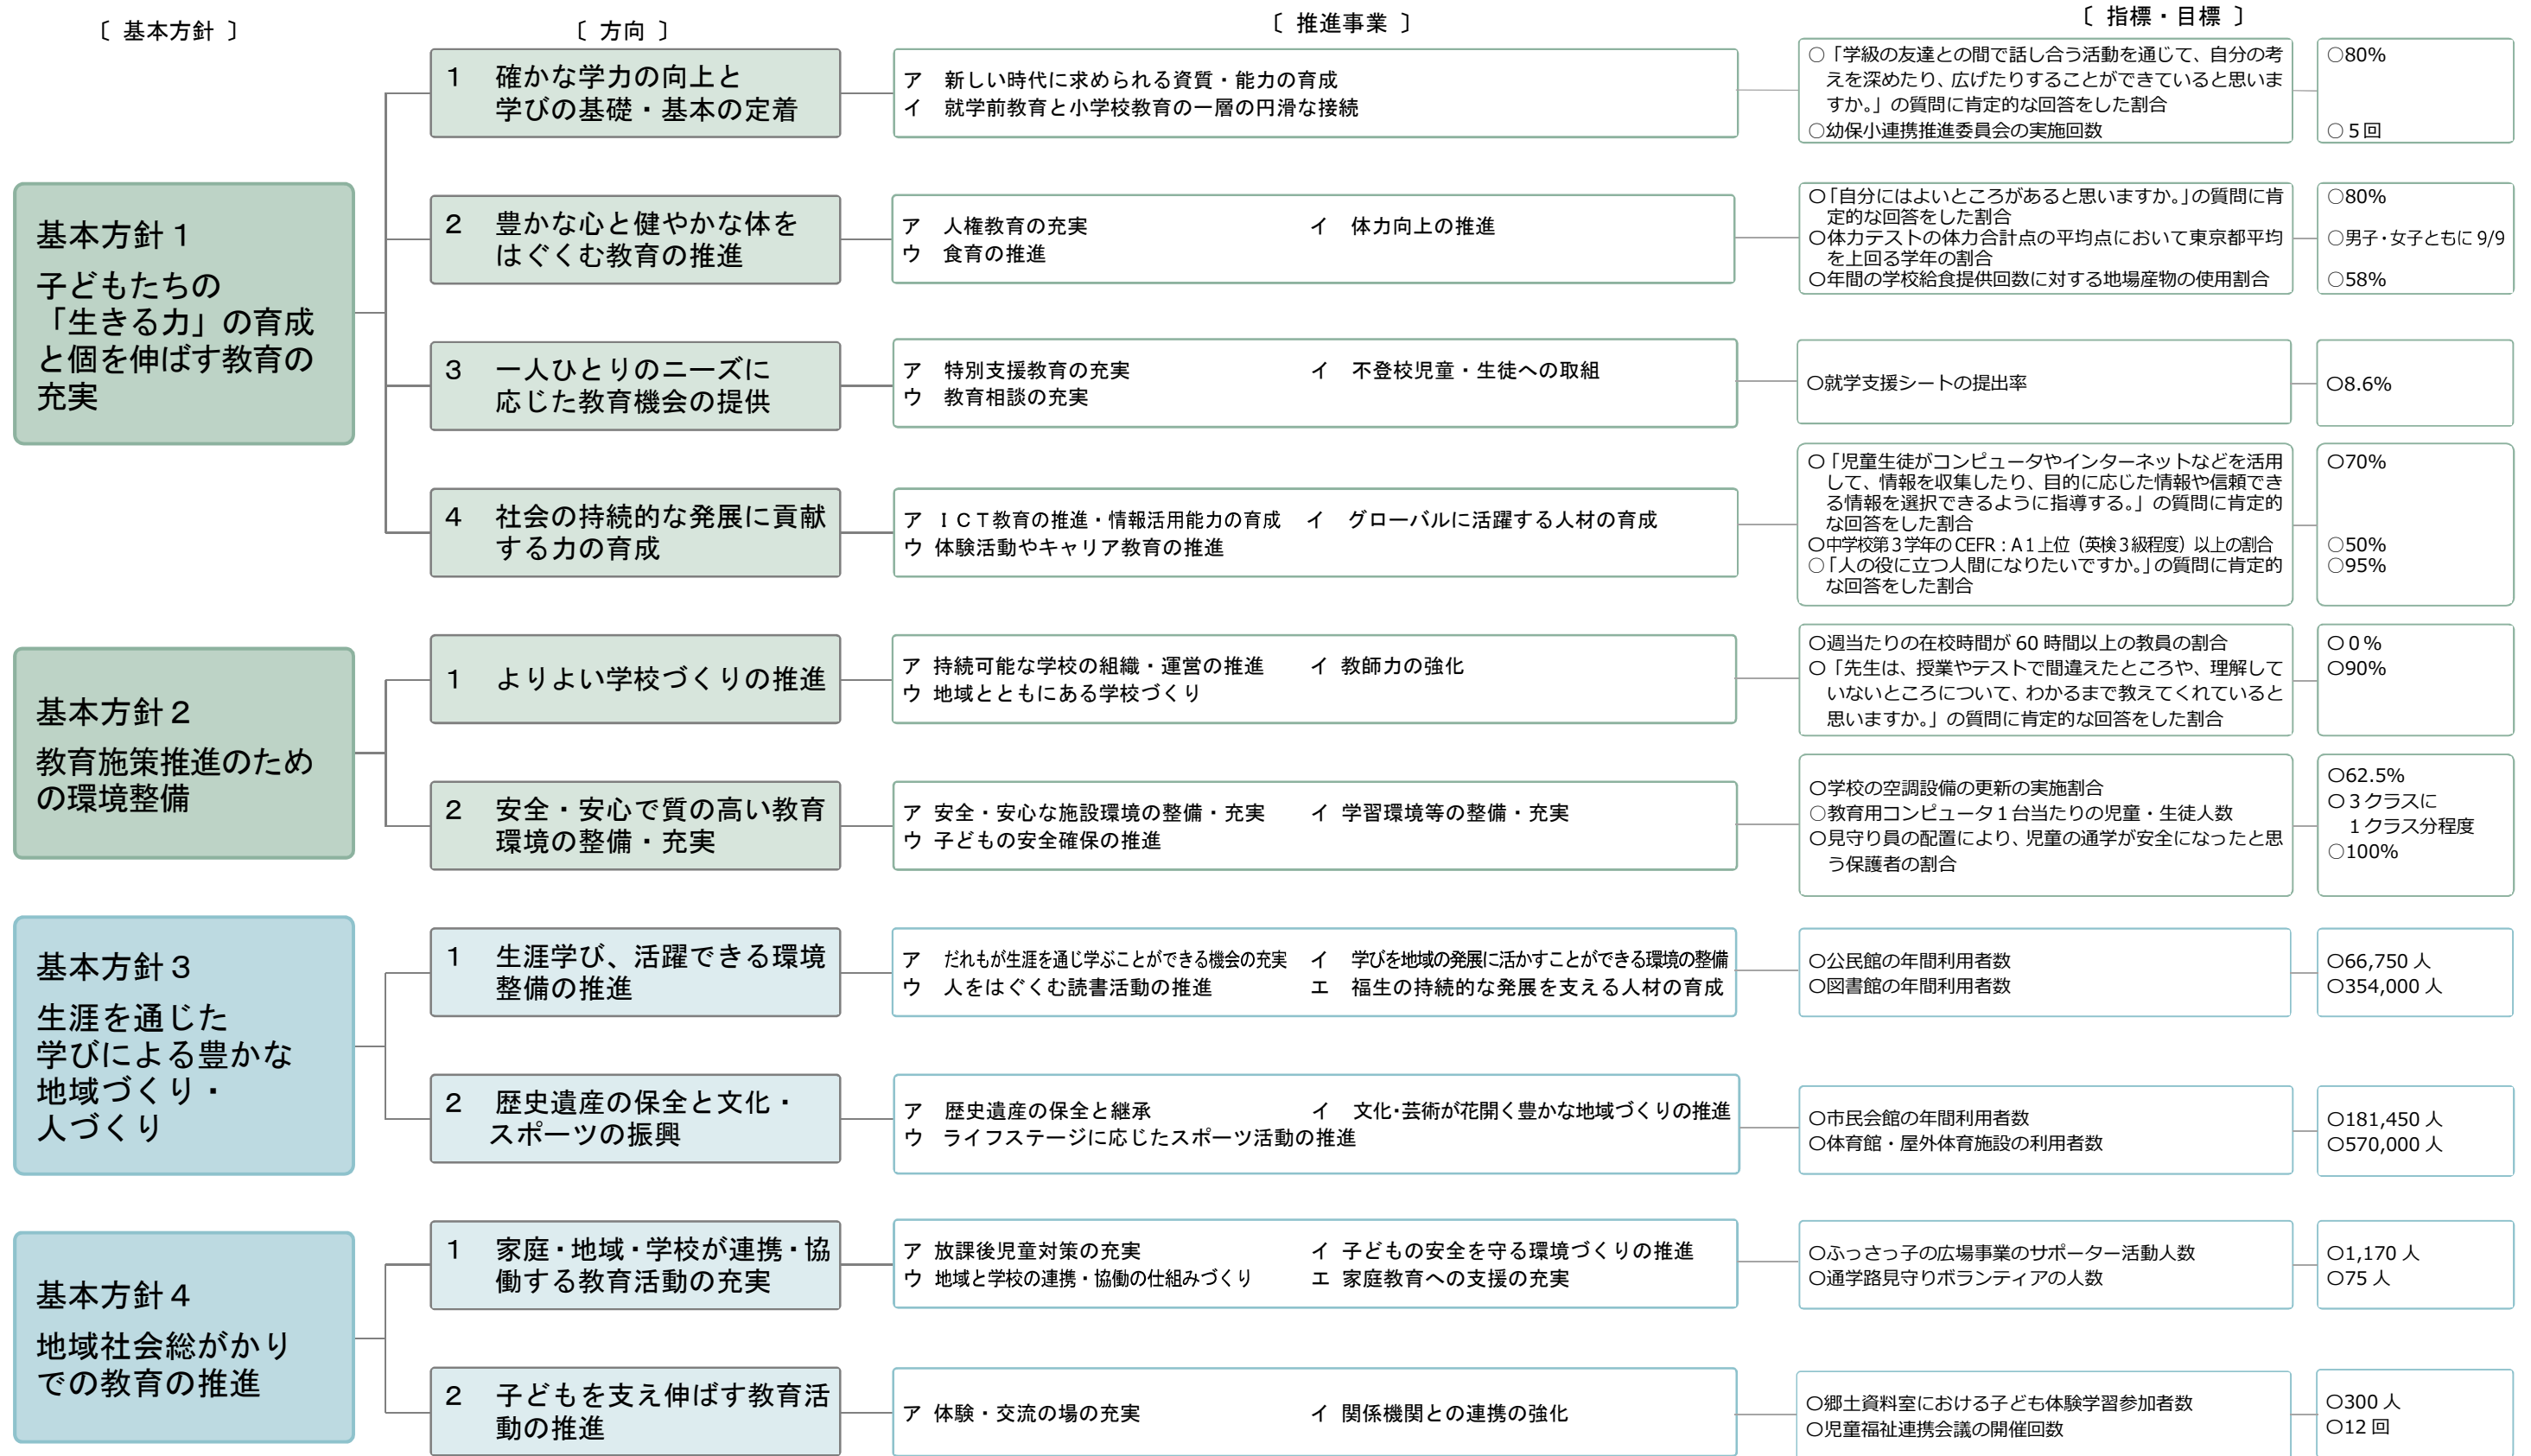 〔 基本方針 〕
〔 方向 〕
〔 推進事業 〕
〔 指標・目標 〕
基本方針１
子どもたちの
「生きる力」の育成
と個を伸ばす教育の
充実
１ 確かな学力の向上と
学びの基礎・基本の定着
ア 新しい時代に求められる資質・能力の育成
イ 就学前教育と小学校教育の一層の円滑な接続
○「学級の友達との間で話し合う活動を通じて、自分の考
えを深めたり、広げたりすることができていると思いま
すか。」の質問に肯定的な回答をした割合
○幼保小連携推進委員会の実施回数
○80%
○５回
２ 豊かな心と健やかな体を
はぐくむ教育の推進
ア 人権教育の充実 イ 体力向上の推進
ウ 食育の推進
○「自分にはよいところがあると思いますか。」の質問に肯
定的な回答をした割合
○体力テストの体力合計点の平均点において東京都平均
を上回る学年の割合
○年間の学校給食提供回数に対する地場産物の使用割合
○80%
○男子・女子ともに 9/9
○58%
３ 一人ひとりのニーズに
応じた教育機会の提供
ア 特別支援教育の充実 イ 不登校児童・生徒への取組
ウ 教育相談の充実
○就学支援シートの提出率
○8.6%
４ 社会の持続的な発展に貢献
する力の育成
ア ＩＣＴ教育の推進・情報活用能力の育成 イ グローバルに活躍する人材の育成
ウ 体験活動やキャリア教育の推進
○「児童生徒がコンピュータやインターネットなどを活用
して、情報を収集したり、目的に応じた情報や信頼でき
る情報を選択できるように指導する。」の質問に肯定的
な回答をした割合
○中学校第３学年の CEFR：A１上位（英検３級程度）以上の割合
○「人の役に立つ人間になりたいですか。」の質問に肯定的
な回答をした割合
○70%
○50%
○95%
基本方針２
教育施策推進のため
の環境整備
１ よりよい学校づくりの推進
ア 持続可能な学校の組織・運営の推進 イ 教師力の強化
ウ 地域とともにある学校づくり
○週当たりの在校時間が 60 時間以上の教員の割合
○「先生は、授業やテストで間違えたところや、理解して
いないところについて、わかるまで教えてくれていると
思いますか。」の質問に肯定的な回答をした割合
○０%
○90%
２ 安全・安心で質の高い教育
環境の整備・充実
ア 安全・安心な施設環境の整備・充実 イ 学習環境等の整備・充実
ウ 子どもの安全確保の推進
○学校の空調設備の更新の実施割合
○教育用コンピュータ１台当たりの児童・生徒人数
○見守り員の配置により、児童の通学が安全になったと思
う保護者の割合
○62.5%
○３クラスに
１クラス分程度
○100%
基本方針３
生涯を通じた
学びによる豊かな
地域づくり・
人づくり
１ 生涯学び、活躍できる環境
整備の推進
ア だれもが生涯を通じ学ぶことができる機会の充実 イ 学びを地域の発展に活かすことができる環境の整備
ウ 人をはぐくむ読書活動の推進 エ 福生の持続的な発展を支える人材の育成
○公民館の年間利用者数
○図書館の年間利用者数
○66,750 人
○354,000 人
２ 歴史遺産の保全と文化・
スポーツの振興
ア 歴史遺産の保全と継承 イ 文化・芸術が花開く豊かな地域づくりの推進
ウ ライフステージに応じたスポーツ活動の推進
○市民会館の年間利用者数
○体育館・屋外体育施設の利用者数
○181,450 人
○570,000 人
基本方針４
地域社会総がかり
での教育の推進
１ 家庭・地域・学校が連携・協
働する教育活動の充実
ア 放課後児童対策の充実 イ 子どもの安全を守る環境づくりの推進
ウ 地域と学校の連携・協働の仕組みづくり エ 家庭教育への支援の充実
○ふっさっ子の広場事業のサポーター活動人数
○通学路見守りボランティアの人数
○1,170 人
○75 人
２ 子どもを支え伸ばす教育活
動の推進
ア 体験・交流の場の充実 イ 関係機関との連携の強化
○郷土資料室における子ども体験学習参加者数
○児童福祉連携会議の開催回数
○300 人
○12 回